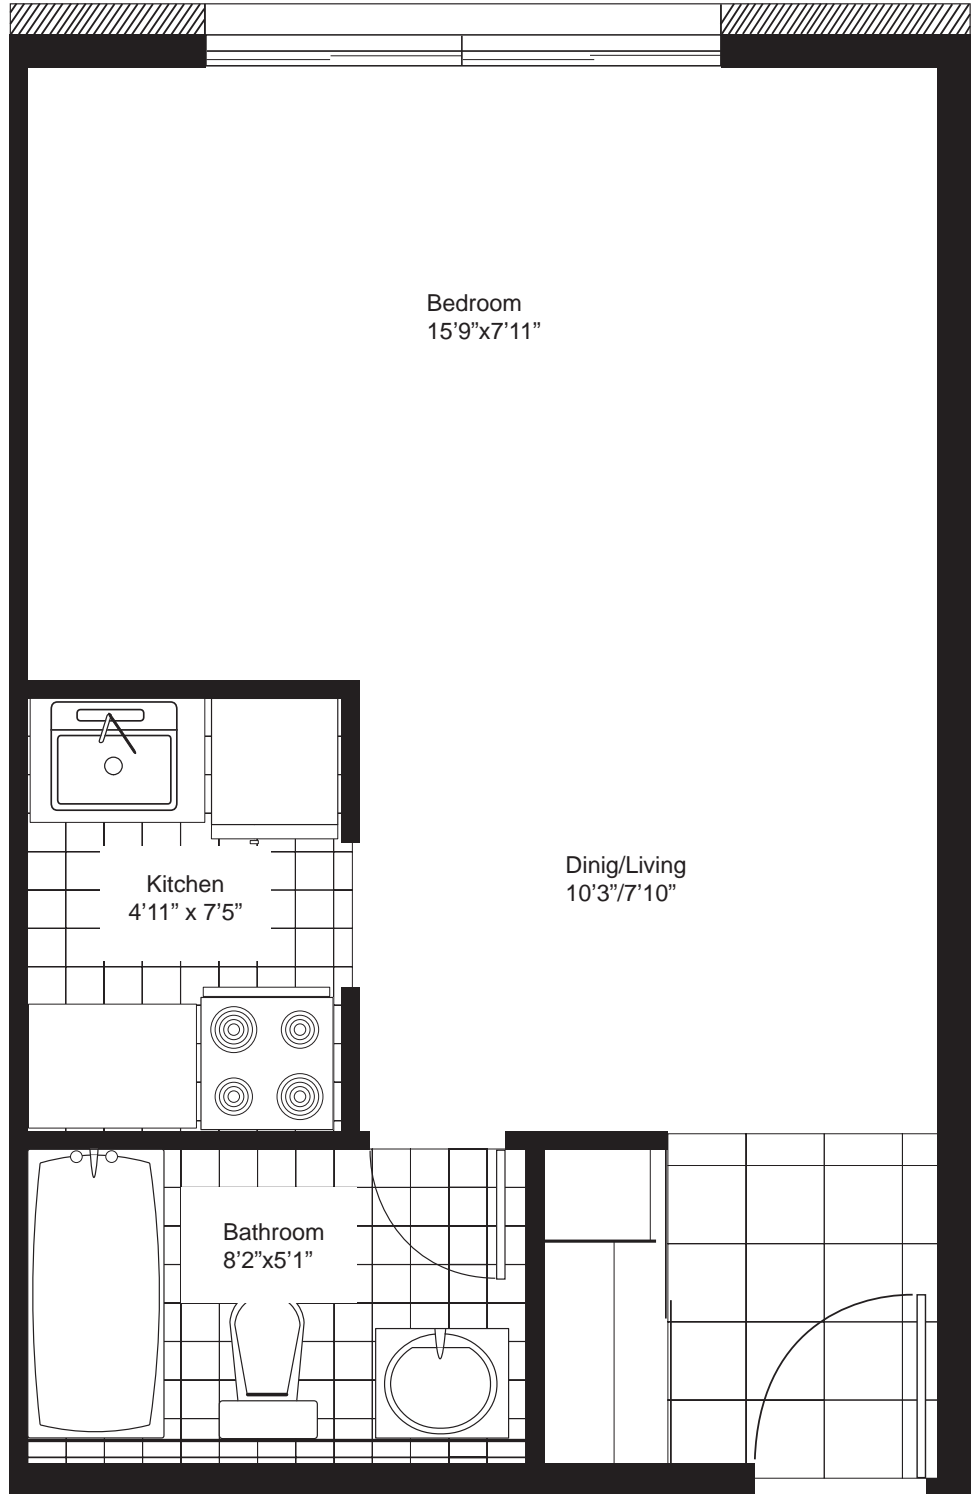 Bedroom
15’9”x7’11”
Dinig/Living
10’3”/7’10”
Kitchen
4’11” x 7’5”
Bathroom
8’2”x5’1”